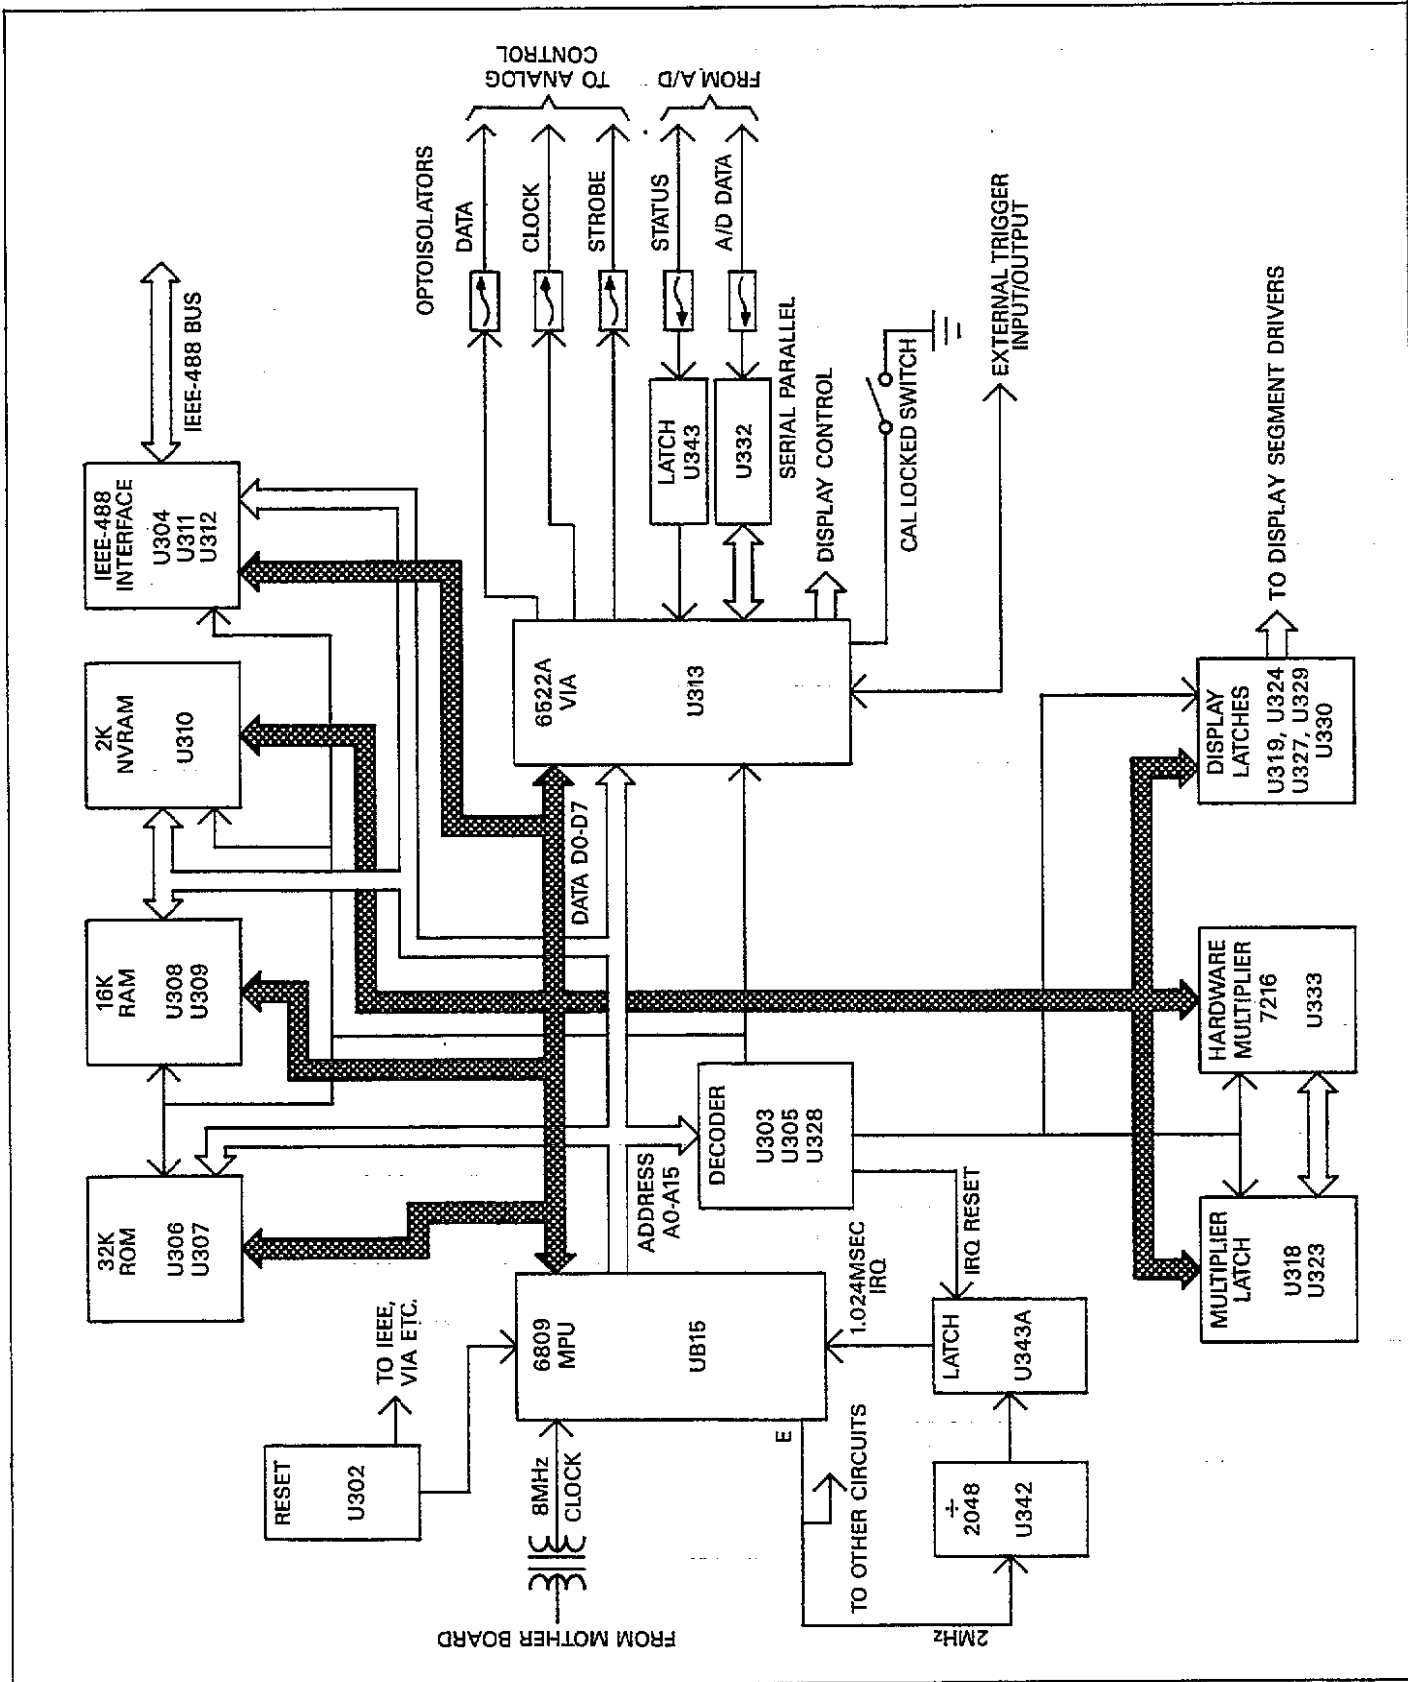 32K
ROM
U306
U307
16K
RAM
U308
U309
2K
NVRAM
U310
IEEE-488
INTERFACE
U304
U311
U312
IEEE-488 BUS
RESET
U302
TO IEEE,
VIA ETC.
FROM MOTHER BOARD
8MHz
CLOCK
6809
MPU
UB15
E
DATA D0-D7
ADDRESS
A0-A15
6522A
VIA
U313
OPTOISOLATORS
DATA
CLOCK
STROBE
STATUS
A/D DATA
TO ANALOG
CONTROL
FROM A/D
LATCH
U343
U332
SERIAL PARALLEL
DISPLAY CONTROL
CAL LOCKED SWITCH
EXTERNAL TRIGGER
INPUT/OUTPUT
DECODER
U303
U305
U328
1.024MSEC
IRQ
IRQ RESET
LATCH
U343A
÷
2048
U342
TO OTHER CIRCUITS
2MHz
MULTIPLIER
LATCH
U318
U323
HARDWARE
MULTIPLIER
7216
U333
DISPLAY
LATCHES
U319, U324
U327, U329
U330
TO DISPLAY SEGMENT DRIVERS